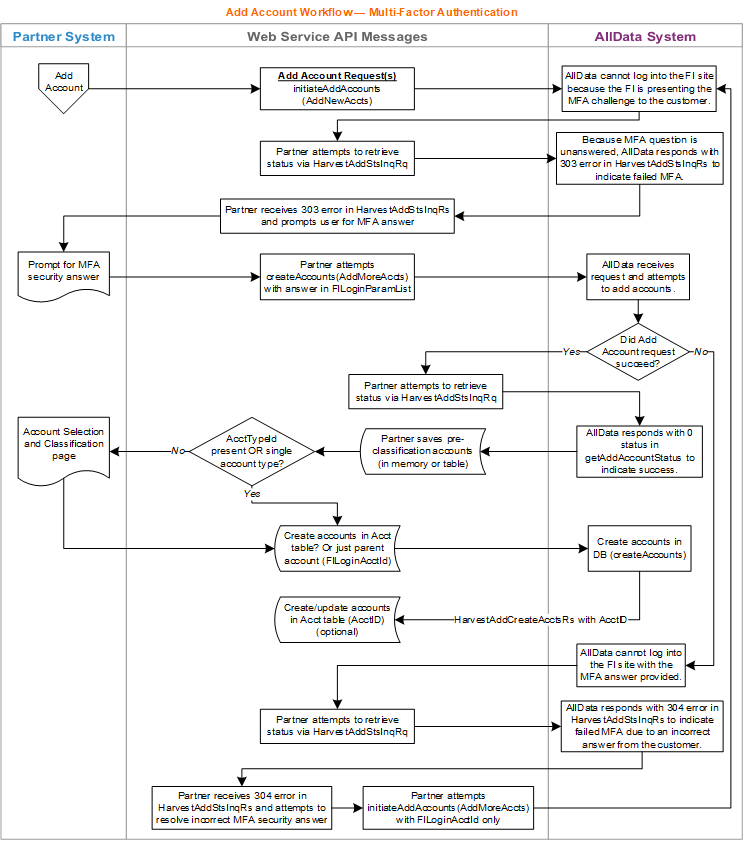 Add Account Workflow— Multi-Factor Authentication
Partner System
Web Service API Messages
AllData System
Add
Account
Add Account Request(s)
initiateAddAccounts
(AddNewAccts)
AllData cannot log into the FI site
because the FI is presenting the
MFA challenge to the customer.
Partner attempts to retrieve
status via HarvestAddStsInqRq
Because MFA question is
unanswered, AllData responds with
303 error in HarvestAddStsInqRs to
indicate failed MFA.
Partner receives 303 error in HarvestAddStsInqRs
and prompts user for MFA answer
Prompt for MFA
security answer
Partner attempts
createAccounts(AddMoreAccts)
with answer in FILoginParamList
AllData receives
request and attempts
to add accounts.
Did Add
Account request
succeed?
Yes
No
Partner attempts to retrieve
status via HarvestAddStsInqRq
Account Selection
and Classification
page
No
AcctTypeId
present OR single
account type?
Partner saves pre-
classification accounts
(in memory or table)
AllData responds with 0
status in
getAddAccountStatus to
indicate success.
Yes
Create accounts in Acct
table? Or just parent
account (FILoginAcctId)
Create accounts in
DB (createAccounts)
Create/update accounts
in Acct table (AcctID)
(optional)
HarvestAddCreateAcctsRs with AcctID
AllData cannot log into
the FI site with the
MFA answer provided.
Partner attempts to retrieve
status via HarvestAddStsInqRq
AllData responds with 304 error in
HarvestAddStsInqRs to indicate
failed MFA due to an incorrect
answer from the customer.
Partner receives 304 error in
HarvestAddStsInqRs and attempts to
resolve incorrect MFA security answer
Partner attempts
initiateAddAccounts(AddMoreAccts)
with FILoginAcctId only